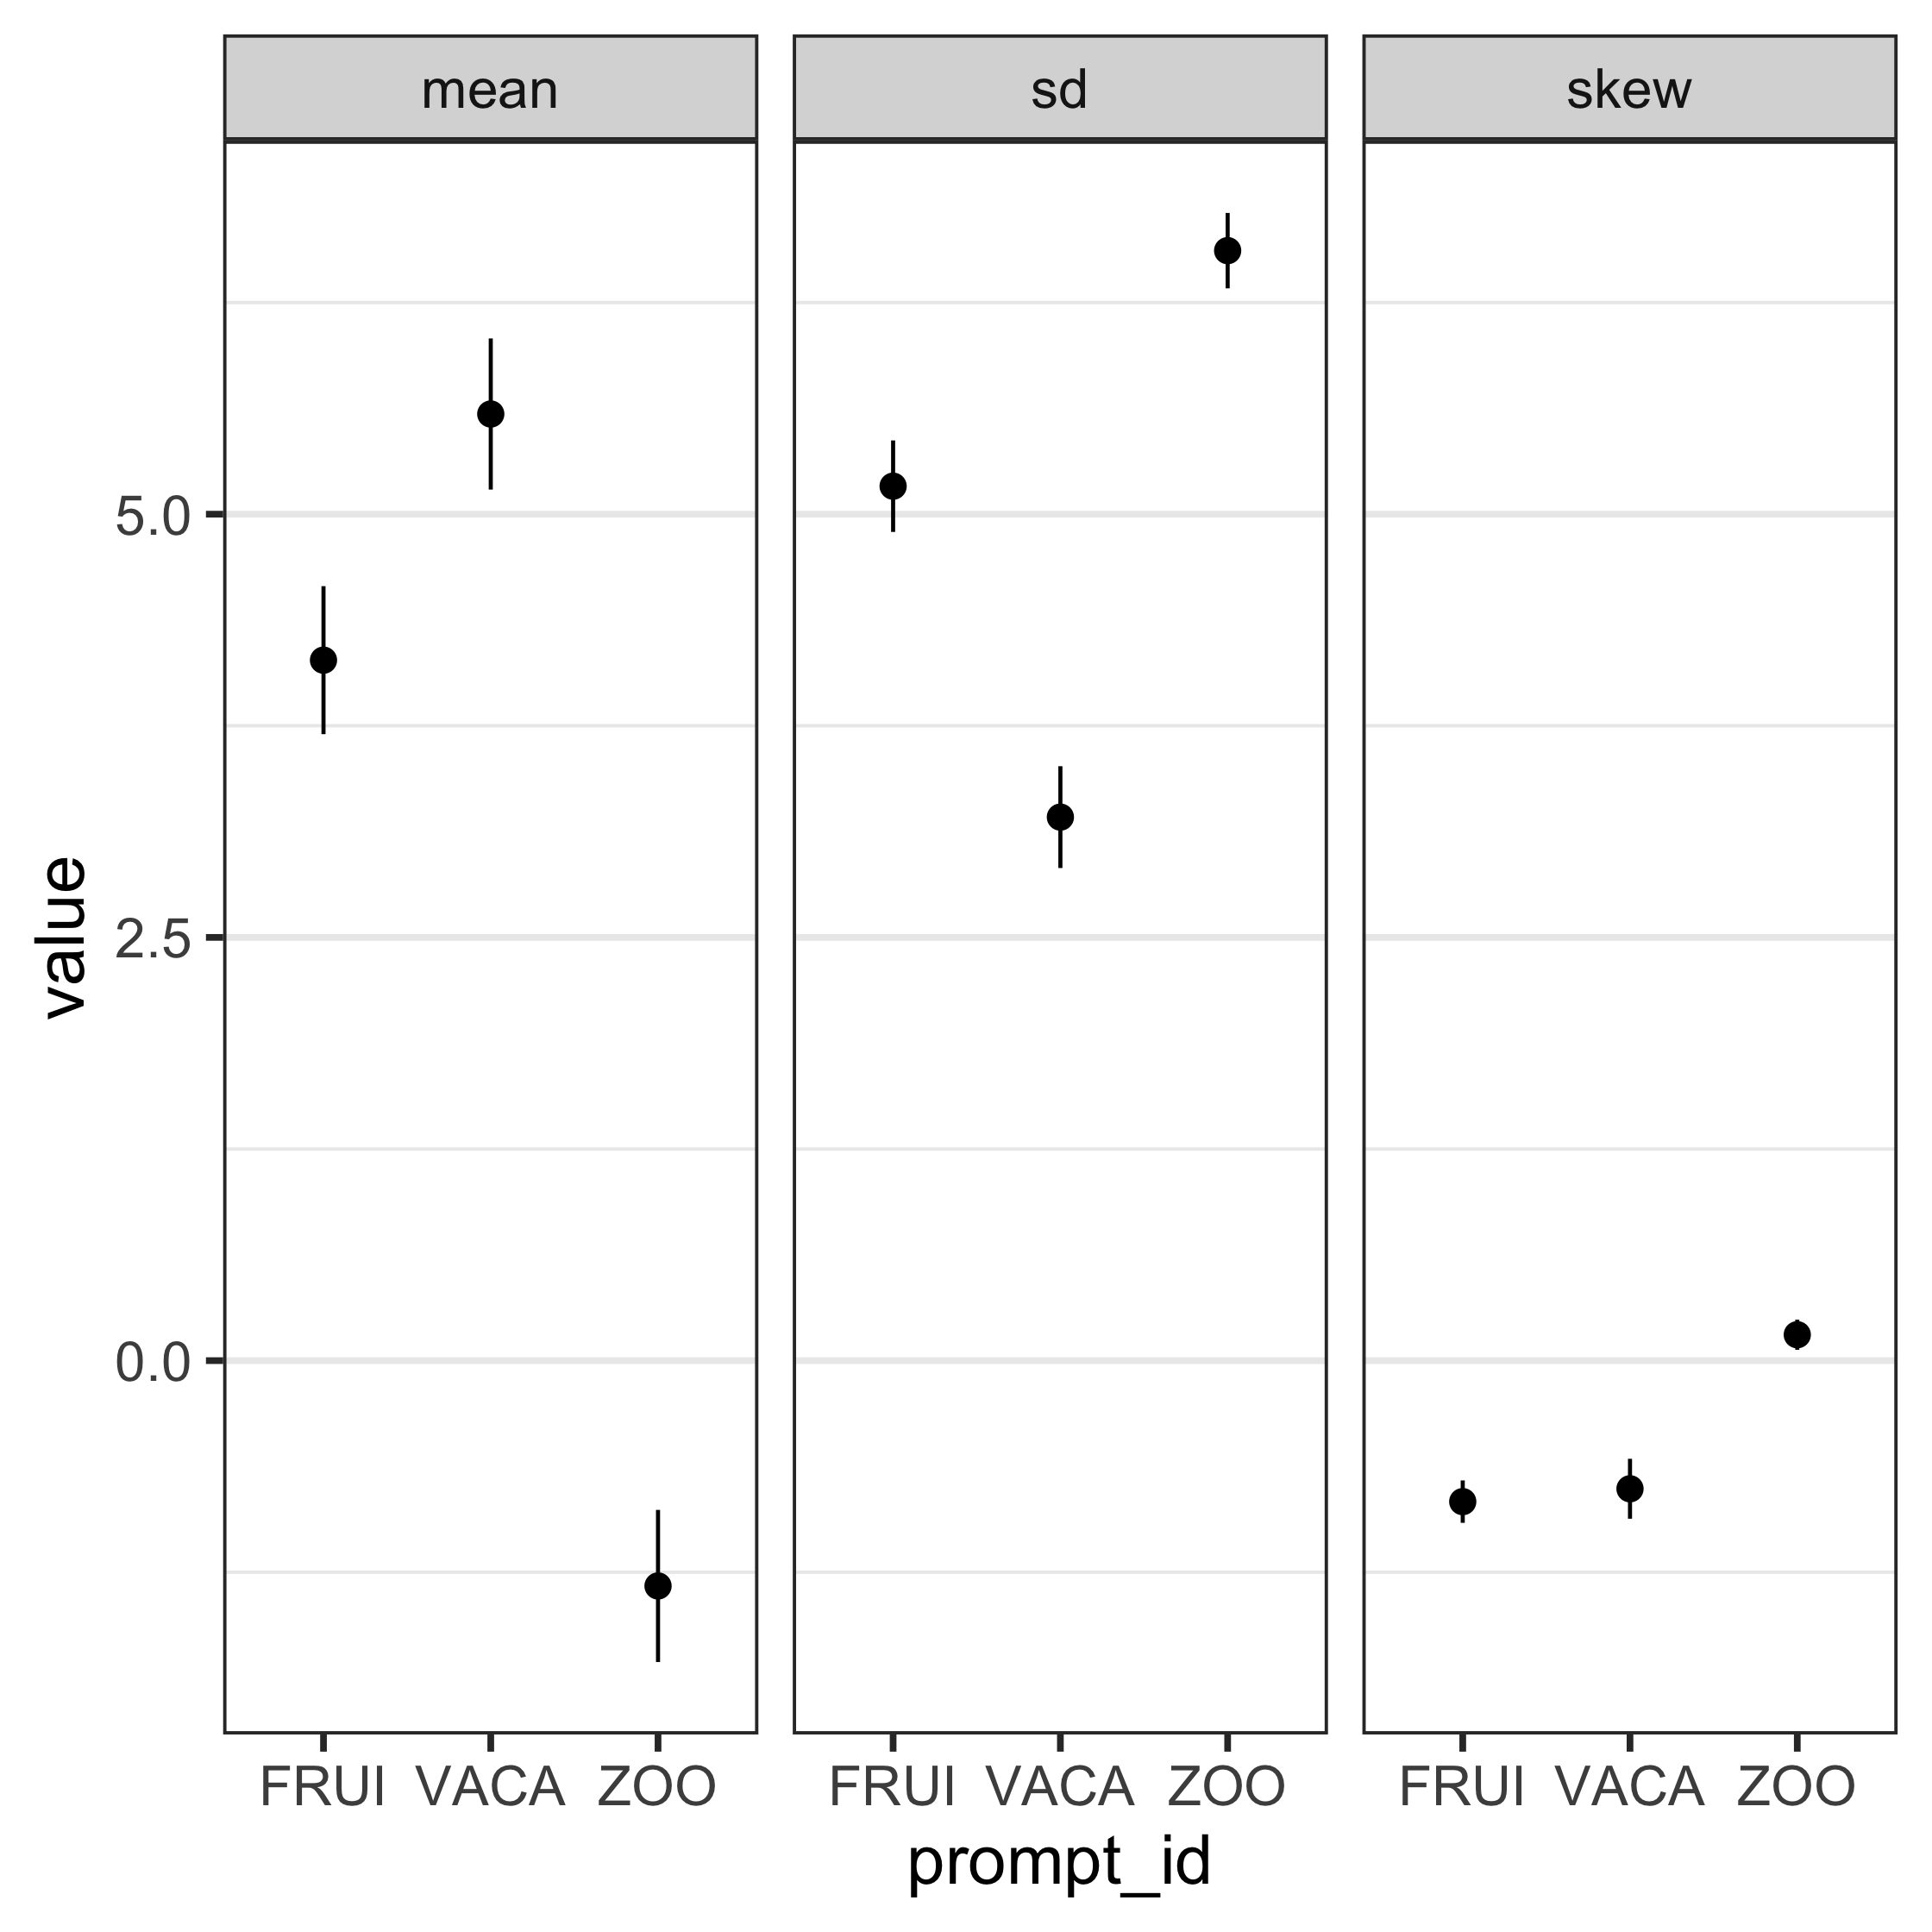 mean sd skew
value
5.0
2.5
0.0
FRUI VACA ZOO FRUI VACA ZOO FRUI VACA ZOO
prompt_id